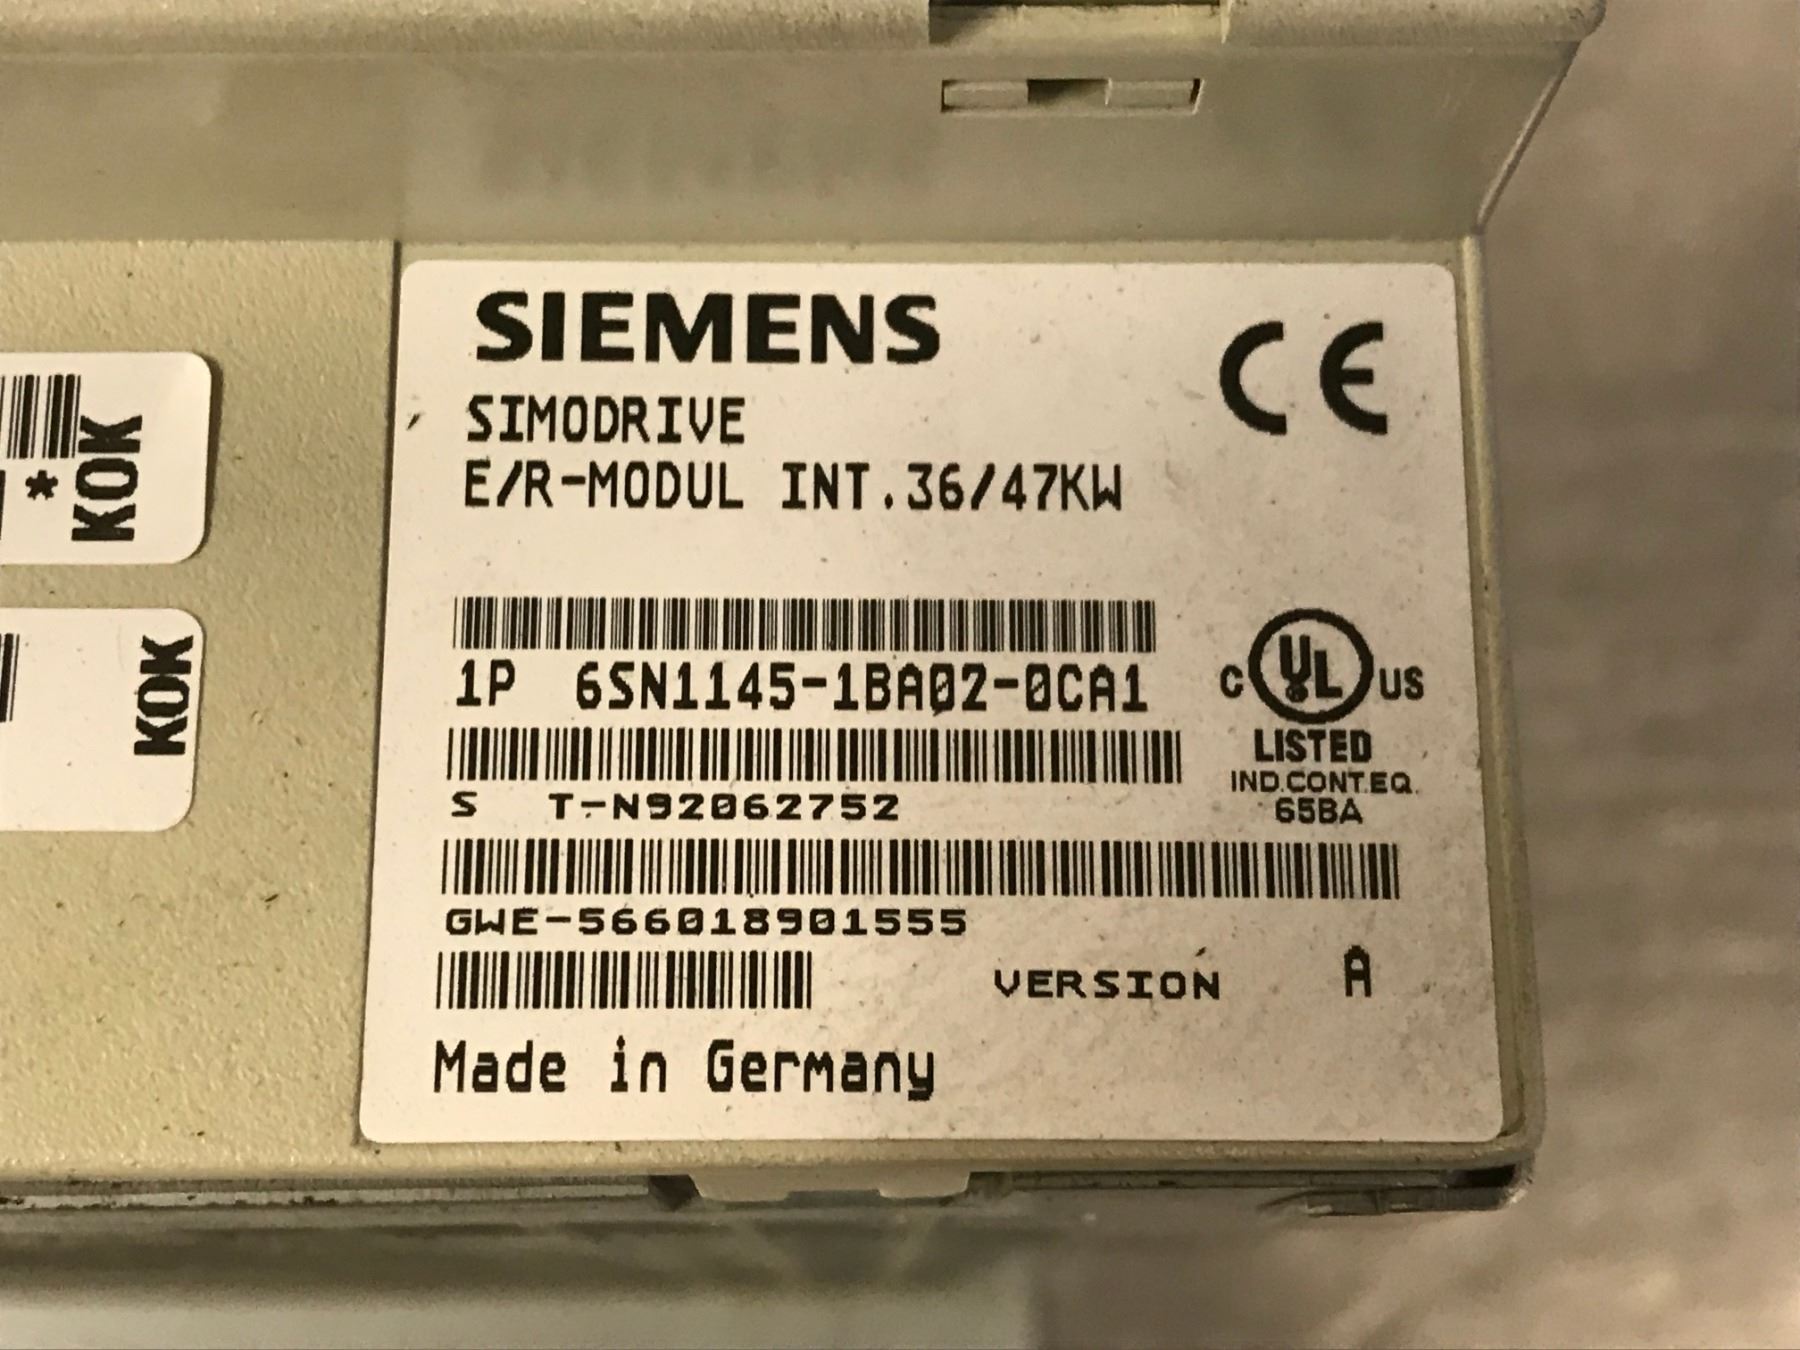 SIEMENS
CE
SIMODRIVE
E/R-MODUL INT.36/47KW
1P 6SN1145-1BA02-0CA1
C UL US
LISTED
IND.CONT.EQ.
65BA
S T-N92062752
GWE-566018901555
VERSION A
Made in Germany
*
KOK
KOK